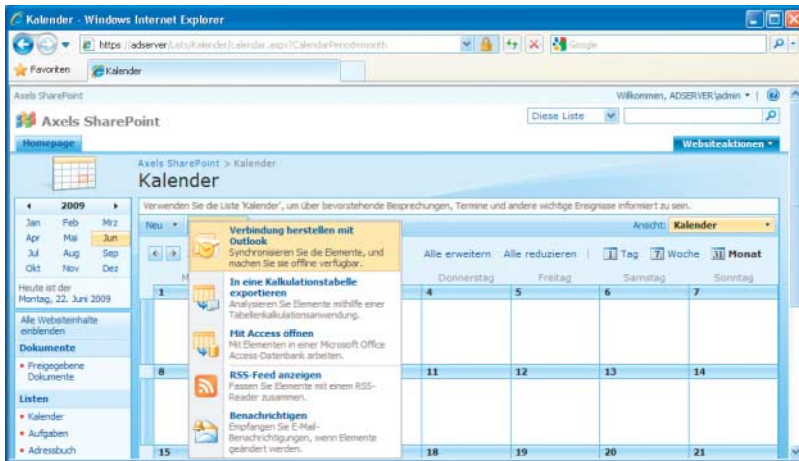 Kalender - Windows Internet Explorer
https://adserver/Lists/Kalender/calendar.aspx?CalendarPeriod=month
Google
Favoriten
Kalender
Axels SharePoint
Willkommen, ADSERVER\admin
Axels SharePoint
Diese Liste
Homepage
Websiteaktionen
Axels SharePoint > Kalender
Kalender
2009
Jan Feb Mrz
Apr Mai Jun
Jul Aug Sep
Okt Nov Dez
Heute ist der
Montag, 22. Juni 2009
Alle Websiteinhalte
einblenden
Dokumente
Freigegebene
Dokumente
Listen
Kalender
Aufgaben
Adressbuch
Verwenden Sie die Liste 'Kalender', um über bevorstehende Besprechungen, Termine und andere wichtige Ereignisse informiert zu sein.
Neu
Ansicht: Kalender
Verbindung herstellen mit
Outlook
Synchronisieren Sie die Elemente, und
machen Sie sie offline verfügbar.
In eine Kalkulationstabelle
exportieren
Analysieren Sie Elemente mithilfe einer
Tabellenkalkulationsanwendung.
Mit Access öffnen
Mit Elementen in einer Microsoft Office
Access-Datenbank arbeiten.
RSS-Feed anzeigen
Fassen Sie Elemente mit einem RSS-
Reader zusammen.
Benachrichtigen
Empfangen Sie E-Mail-
Benachrichtigungen, wenn Elemente
geändert werden.
Alle erweitern Alle reduzieren 1 Tag 7 Woche 31 Monat
Donnerstag Freitag Samstag Sonntag
1 4 5 6 7
8 11 12 13 14
15 18 19 20 21